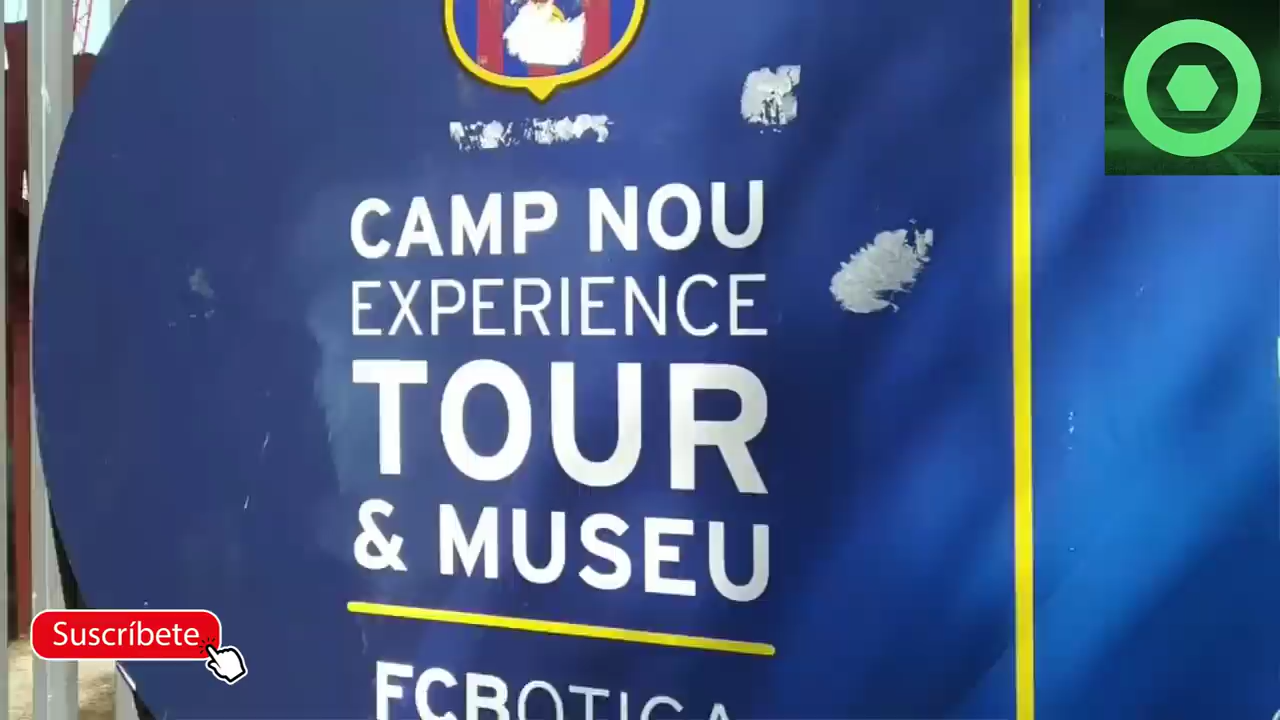 CAMP NOU
EXPERIENCE
TOUR
& MUSEU
FCBOTIGA
Suscríbete